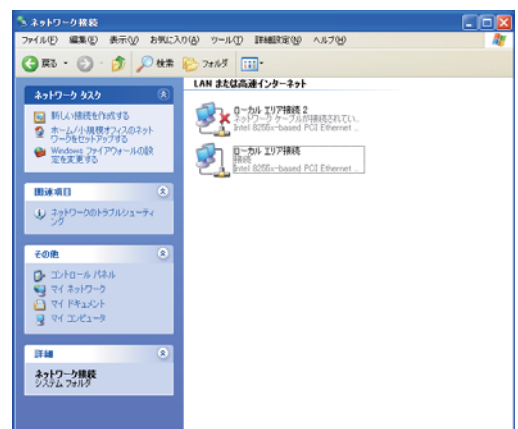 ネットワーク接続
ファイル(F) 編集(E) 表示(V) お気に入り(A) ツール(T) 詳細設定(N) ヘルプ(H)
戻る 検索 フォルダ
ネットワーク タスク
新しい接続を作成する
ホーム/小規模オフィスのネット
ワークをセットアップする
Windows ファイアウォールの設
定を変更する
関連項目
ネットワークのトラブルシューティ
ング
その他
コントロール パネル
マイ ネットワーク
マイ ドキュメント
マイ コンピュータ
詳細
ネットワーク接続
システム フォルダ
LAN または高速インターネット
ローカル エリア接続 2
ネットワーク ケーブルが接続されてい...
Intel 8255x-based PCI Ethernet ...
ローカル エリア接続
接続
Intel 8255x-based PCI Ethernet ...